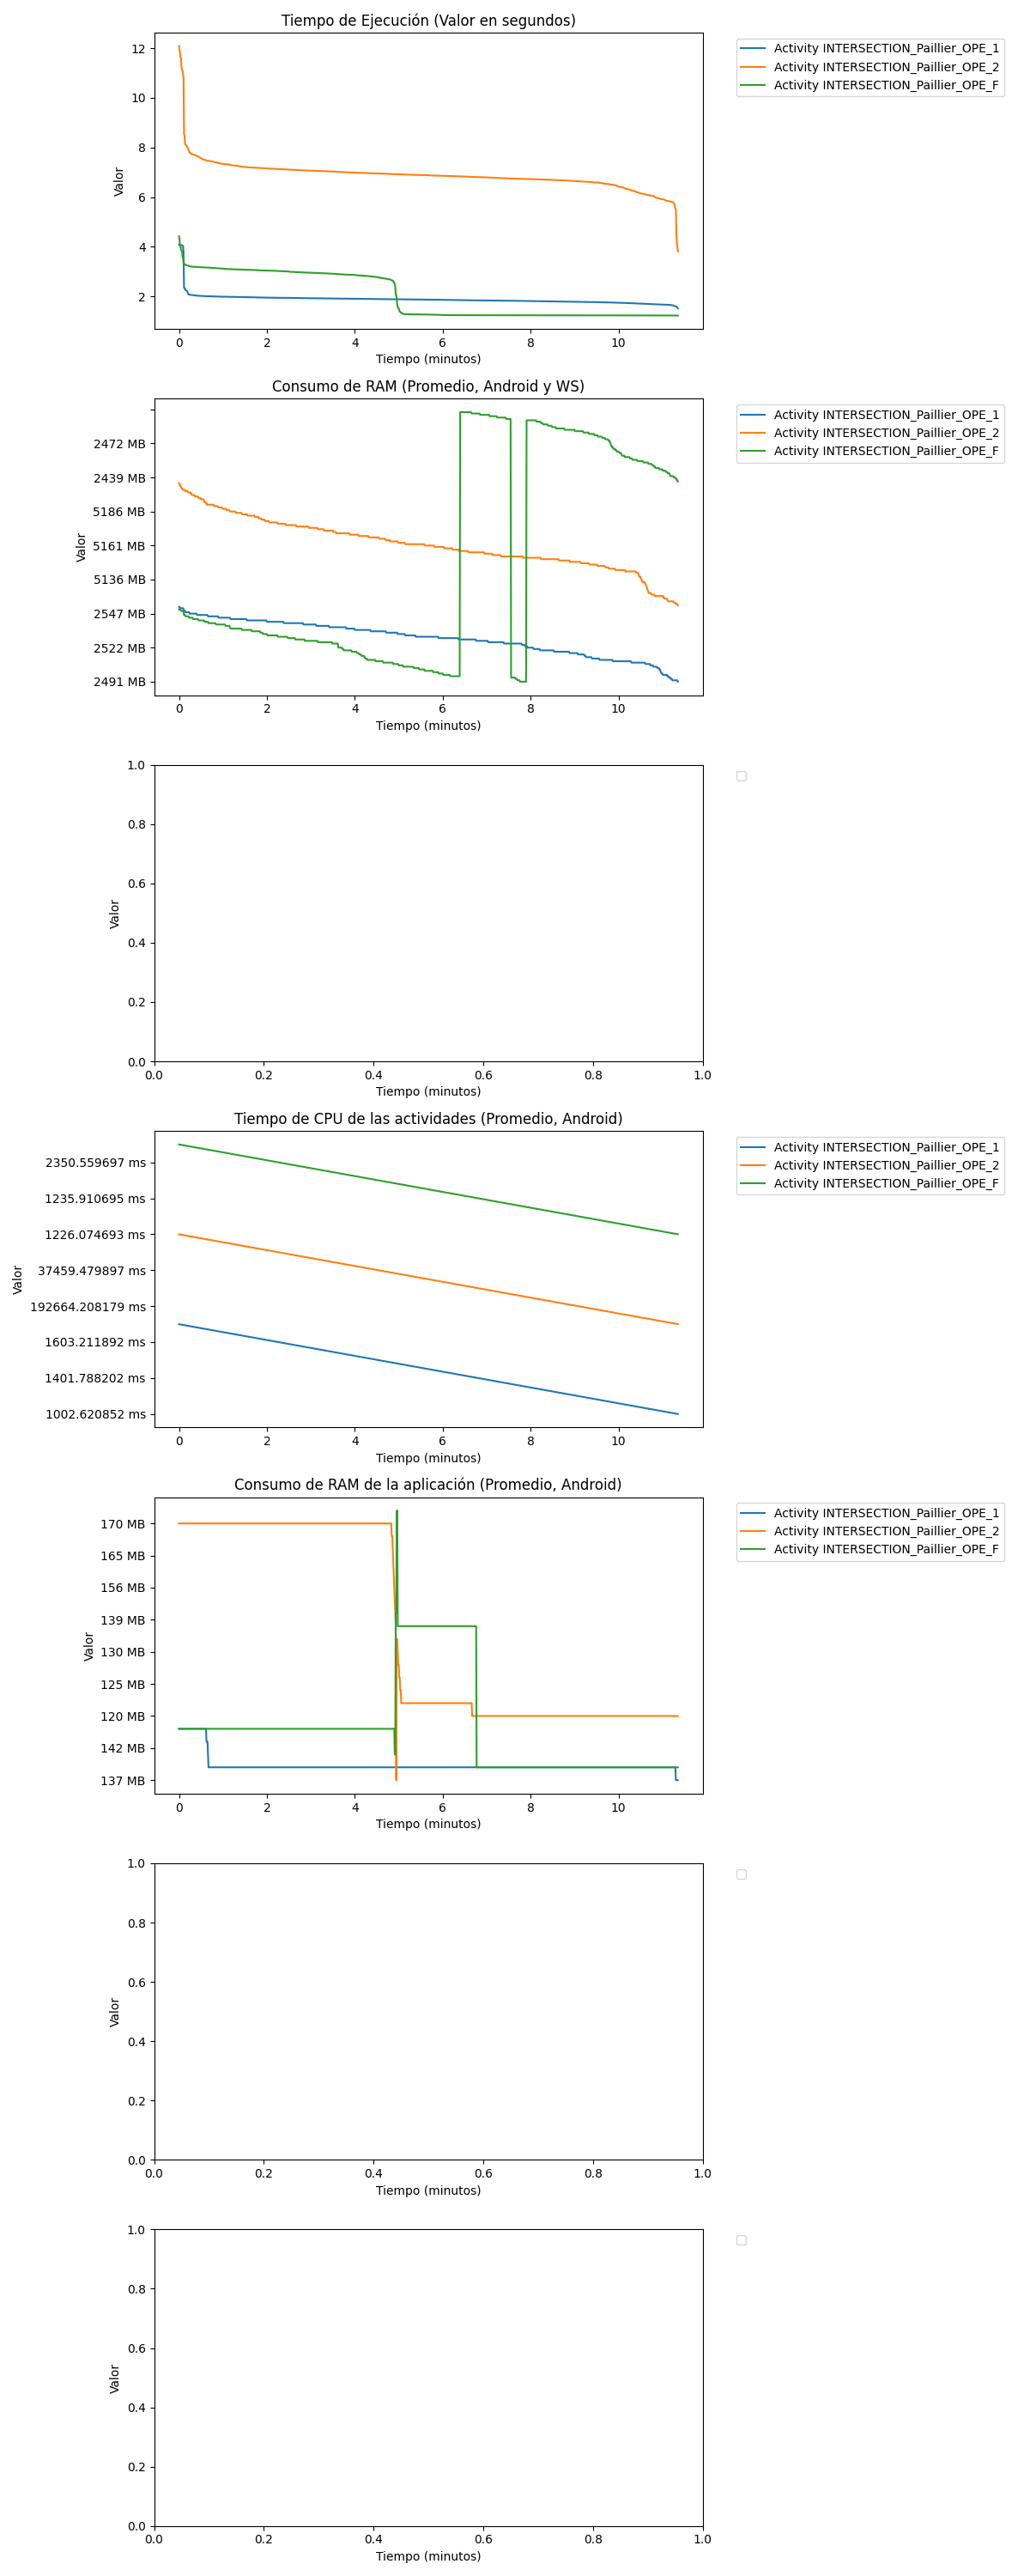 Tiempo de Ejecución (Valor en segundos)
12
10
8
6
4
2
Valor
0 2 4 6 8 10
Tiempo (minutos)
Activity INTERSECTION_Paillier_OPE_1
Activity INTERSECTION_Paillier_OPE_2
Activity INTERSECTION_Paillier_OPE_F
Consumo de RAM (Promedio, Android y WS)
2472 MB
2439 MB
5186 MB
5161 MB
5136 MB
2547 MB
2522 MB
2491 MB
Valor
0 2 4 6 8 10
Tiempo (minutos)
Activity INTERSECTION_Paillier_OPE_1
Activity INTERSECTION_Paillier_OPE_2
Activity INTERSECTION_Paillier_OPE_F
1.0
0.8
0.6
0.4
0.2
0.0
Valor
0.0 0.2 0.4 0.6 0.8 1.0
Tiempo (minutos)
Tiempo de CPU de las actividades (Promedio, Android)
2350.559697 ms
1235.910695 ms
1226.074693 ms
37459.479897 ms
192664.208179 ms
1603.211892 ms
1401.788202 ms
1002.620852 ms
Valor
0 2 4 6 8 10
Tiempo (minutos)
Activity INTERSECTION_Paillier_OPE_1
Activity INTERSECTION_Paillier_OPE_2
Activity INTERSECTION_Paillier_OPE_F
Consumo de RAM de la aplicación (Promedio, Android)
170 MB
165 MB
156 MB
139 MB
130 MB
125 MB
120 MB
142 MB
137 MB
Valor
0 2 4 6 8 10
Tiempo (minutos)
Activity INTERSECTION_Paillier_OPE_1
Activity INTERSECTION_Paillier_OPE_2
Activity INTERSECTION_Paillier_OPE_F
1.0
0.8
0.6
0.4
0.2
0.0
Valor
0.0 0.2 0.4 0.6 0.8 1.0
Tiempo (minutos)
1.0
0.8
0.6
0.4
0.2
0.0
Valor
0.0 0.2 0.4 0.6 0.8 1.0
Tiempo (minutos)